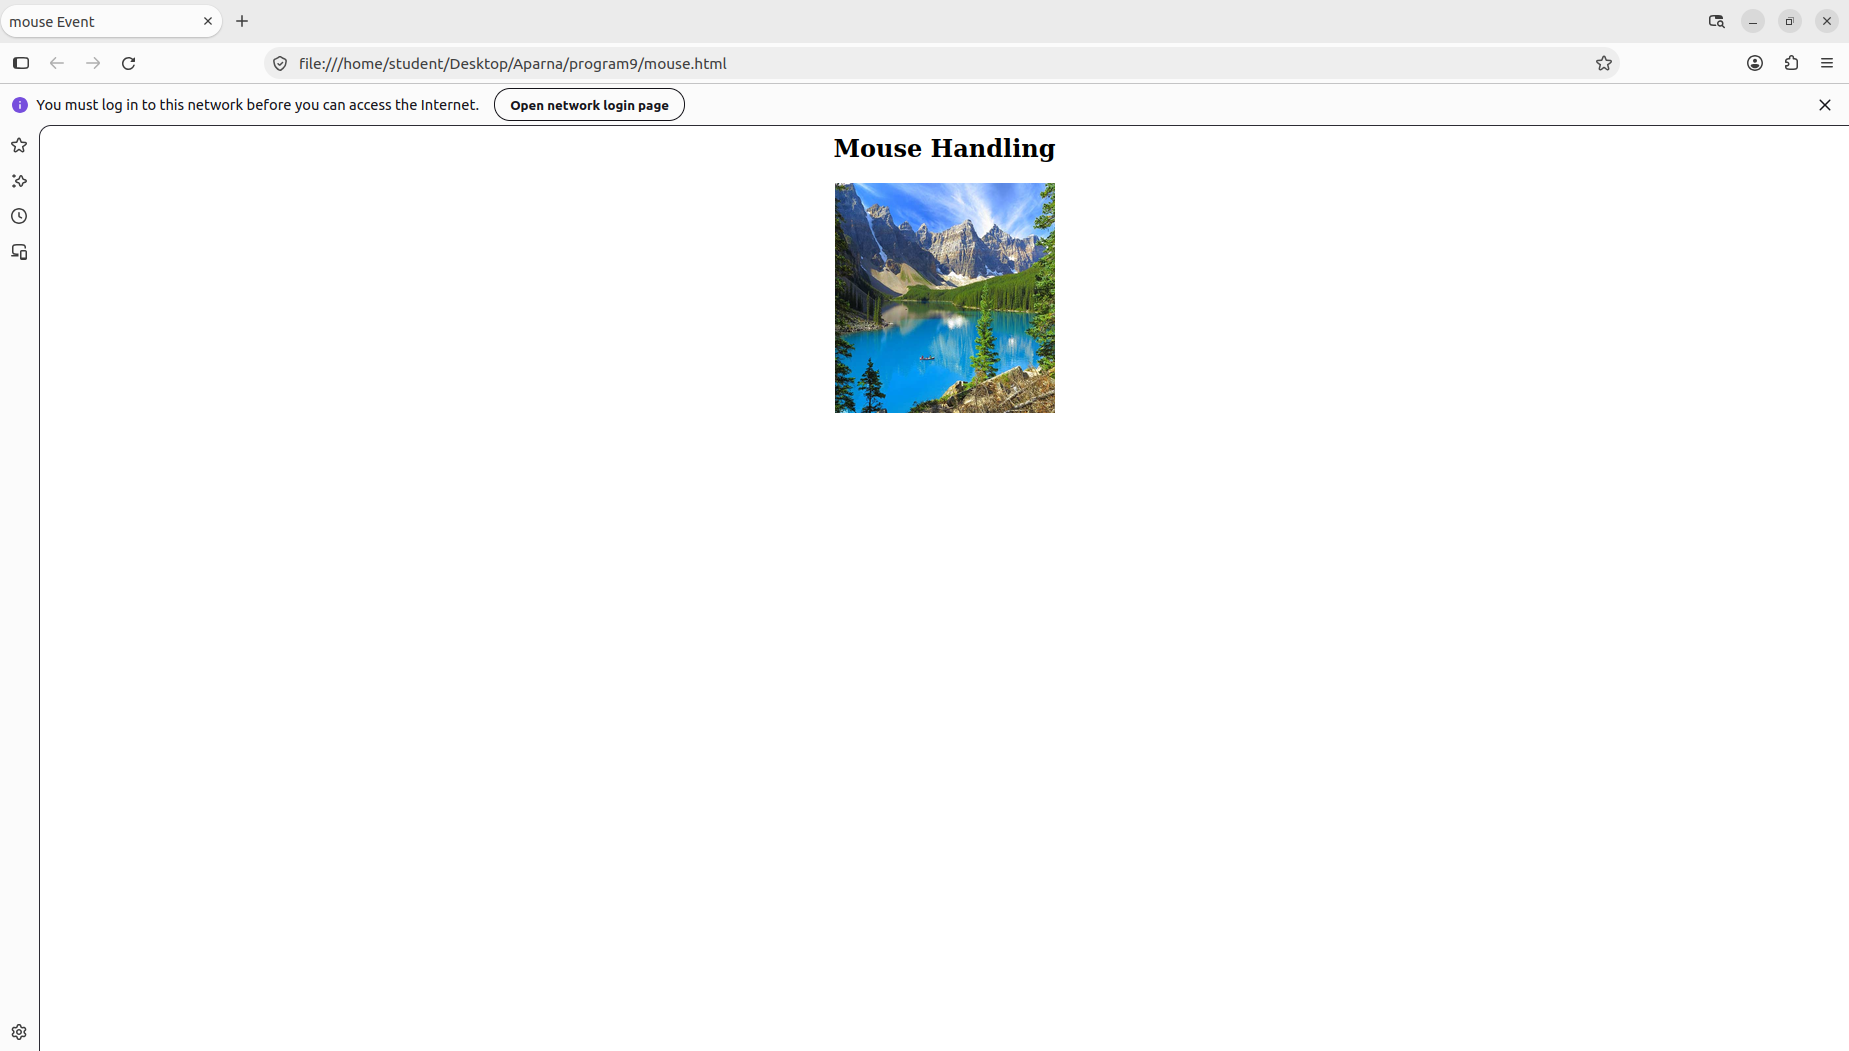 mouse Event
file:///home/student/Desktop/Aparna/program9/mouse.html
You must log in to this network before you can access the Internet. Open network login page
Mouse Handling